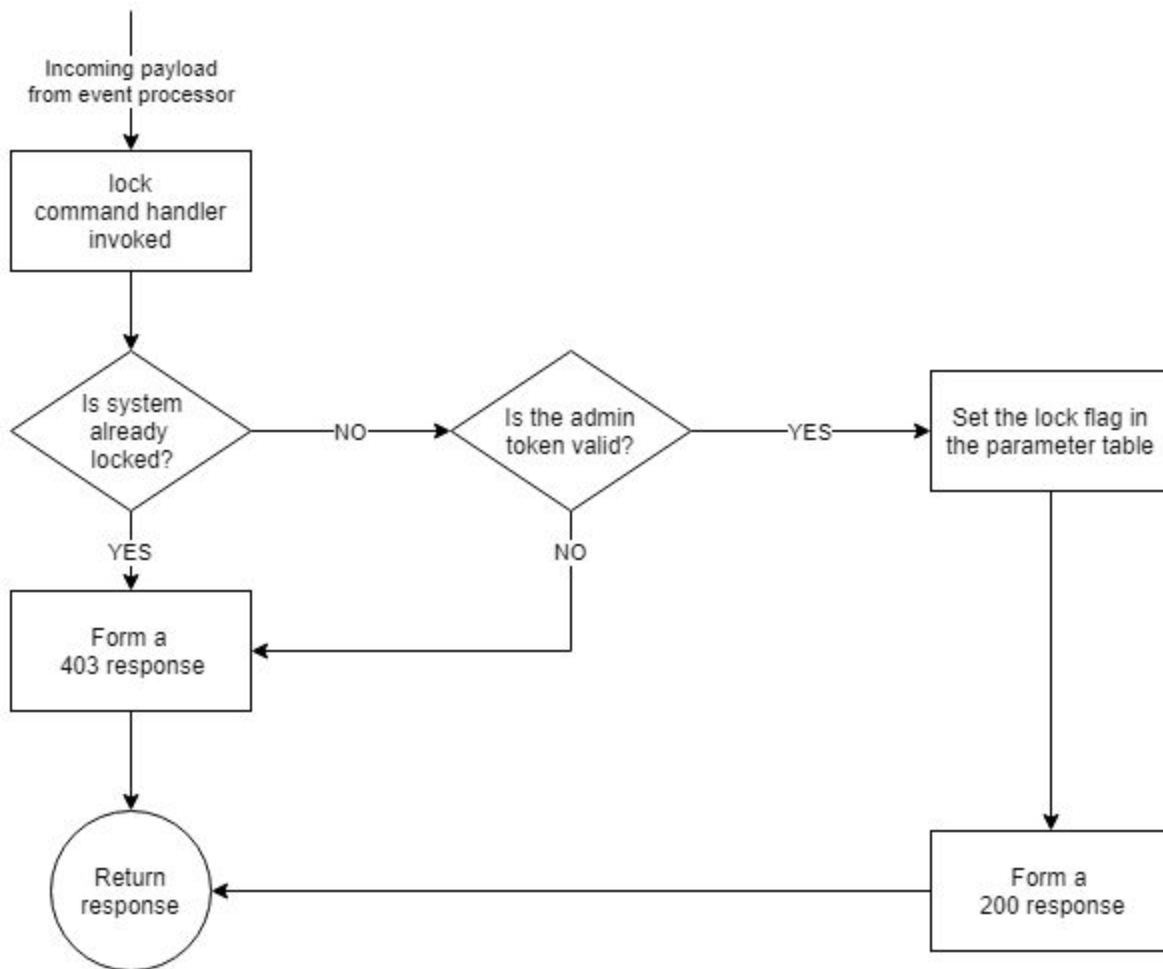 Incoming payload
from event processor
lock
command handler
invoked
Is system
already
locked?
NO
Is the admin
token valid?
YES
Set the lock flag in
the parameter table
YES
NO
Form a
403 response
Return
response
Form a
200 response